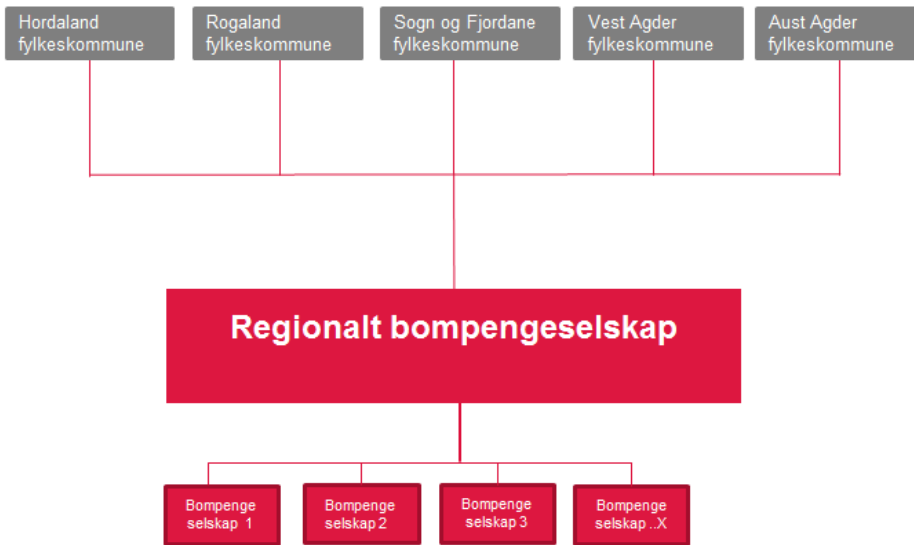 Hordaland
fylkeskommune
Rogaland
fylkeskommune
Sogn og Fjordane
fylkeskommune
Vest Agder
fylkeskommune
Aust Agder
fylkeskommune
Regionalt bompengeselskap
Bompenge
selskap 1
Bompenge
selskap 2
Bompenge
selskap 3
Bompenge
selskap ..X